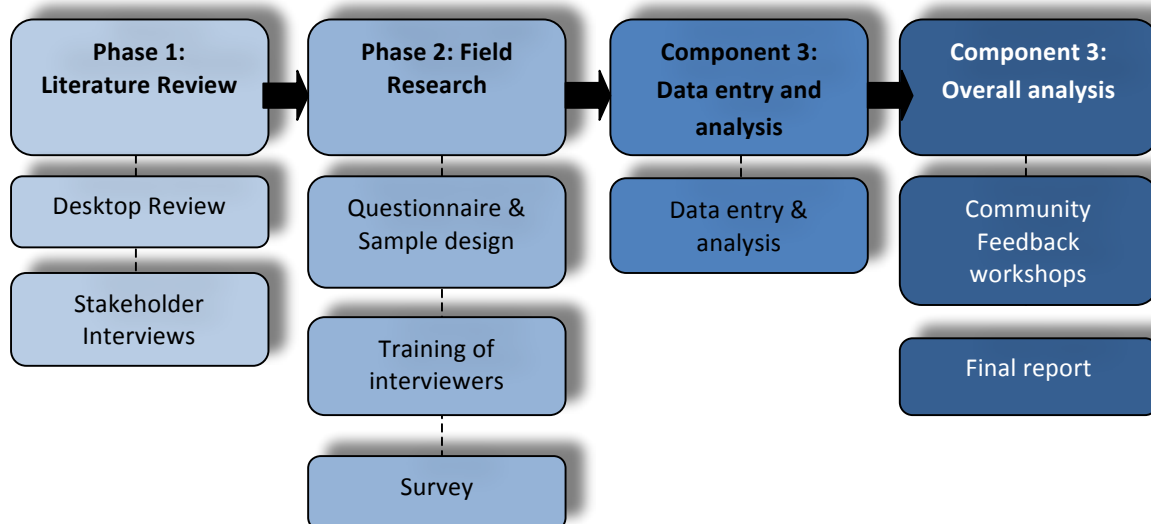 Phase 1:
Literature Review
Desktop Review
Stakeholder
Interviews
Phase 2: Field
Research
Questionnaire &
Sample design
Training of
interviewers
Survey
Component 3:
Data entry and
analysis
Data entry &
analysis
Component 3:
Overall analysis
Community
Feedback
workshops
Final report